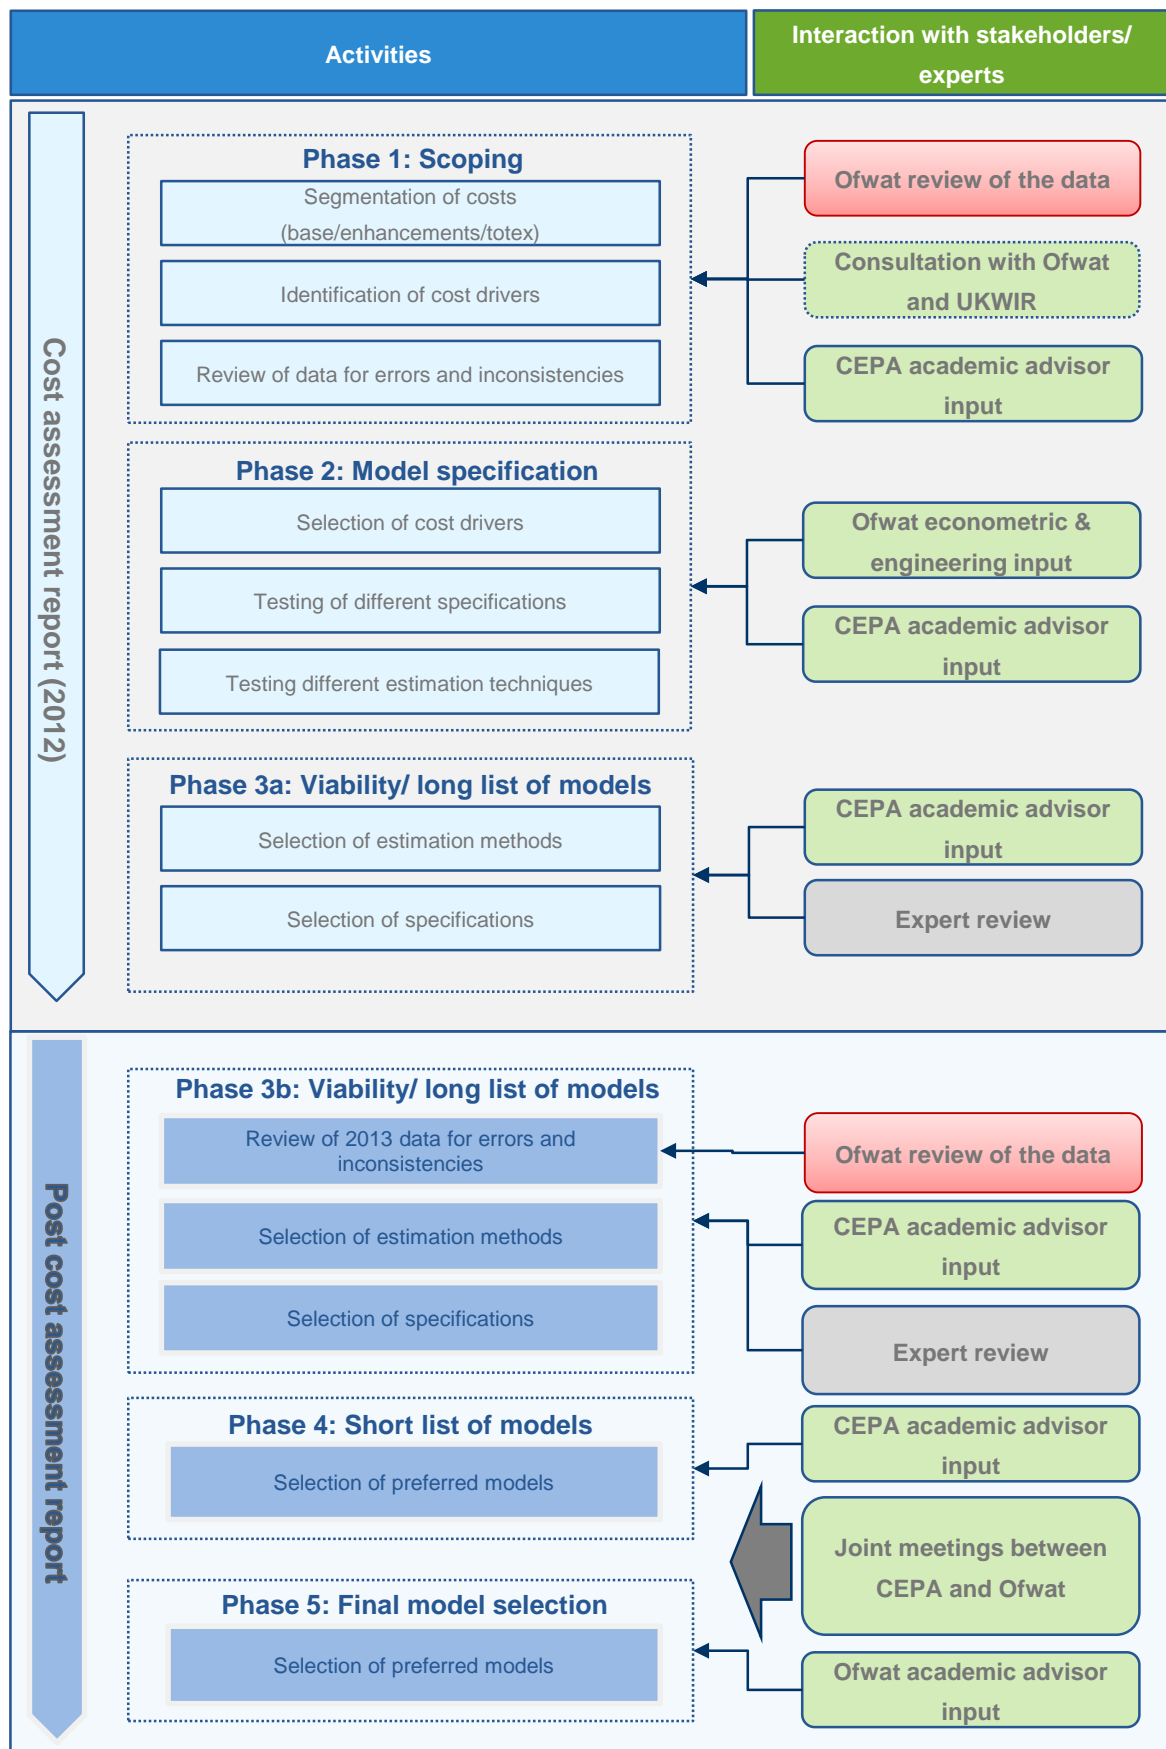 Activities
Interaction with stakeholders/
experts
Cost assessment report (2012)
Phase 1: Scoping
Segmentation of costs
(base/enhancements/totex)
Identification of cost drivers
Review of data for errors and inconsistencies
Ofwat review of the data
Consultation with Ofwat
and UKWIR
CEPA academic advisor
input
Phase 2: Model specification
Selection of cost drivers
Testing of different specifications
Testing different estimation techniques
Ofwat econometric &
engineering input
CEPA academic advisor
input
Phase 3a: Viability/ long list of models
Selection of estimation methods
Selection of specifications
CEPA academic advisor
input
Expert review
Post cost assessment report
Phase 3b: Viability/ long list of models
Review of 2013 data for errors and
inconsistencies
Selection of estimation methods
Selection of specifications
Ofwat review of the data
CEPA academic advisor
input
Expert review
Phase 4: Short list of models
Selection of preferred models
CEPA academic advisor
input
Joint meetings between
CEPA and Ofwat
Phase 5: Final model selection
Selection of preferred models
Ofwat academic advisor
input